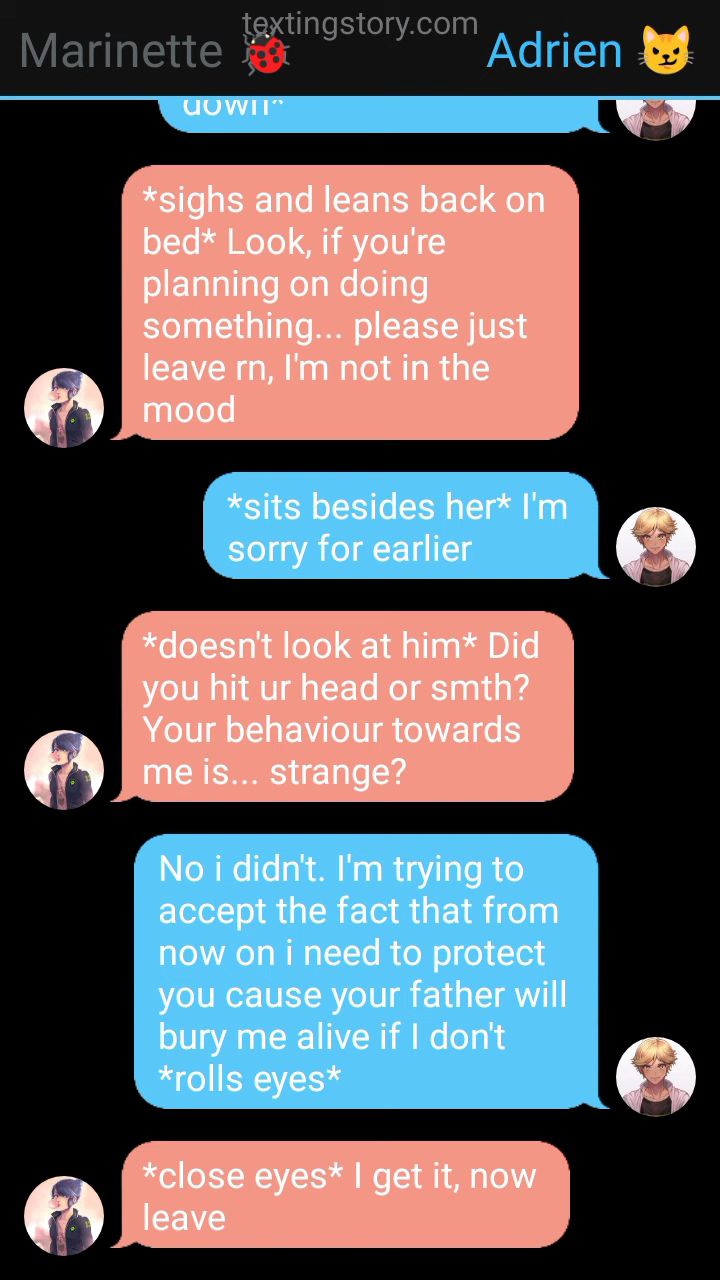 textingstory.com
Marinette 🐞
Adrien 😼
down*
*sighs and leans back on
bed* Look, if you're
planning on doing
something... please just
leave rn, I'm not in the
mood
*sits besides her* I'm
sorry for earlier
*doesn't look at him* Did
you hit ur head or smth?
Your behaviour towards
me is... strange?
No i didn't. I'm trying to
accept the fact that from
now on i need to protect
you cause your father will
bury me alive if I don't
*rolls eyes*
*close eyes* I get it, now
leave